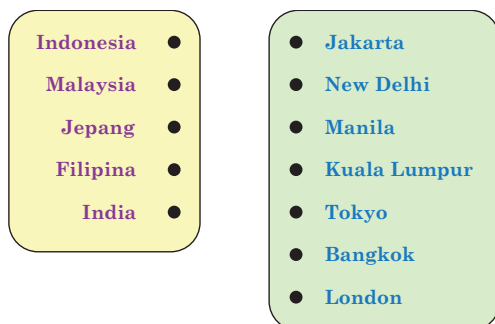 Indonesia
Malaysia
Jepang
Filipina
India
Jakarta
New Delhi
Manila
Kuala Lumpur
Tokyo
Bangkok
London